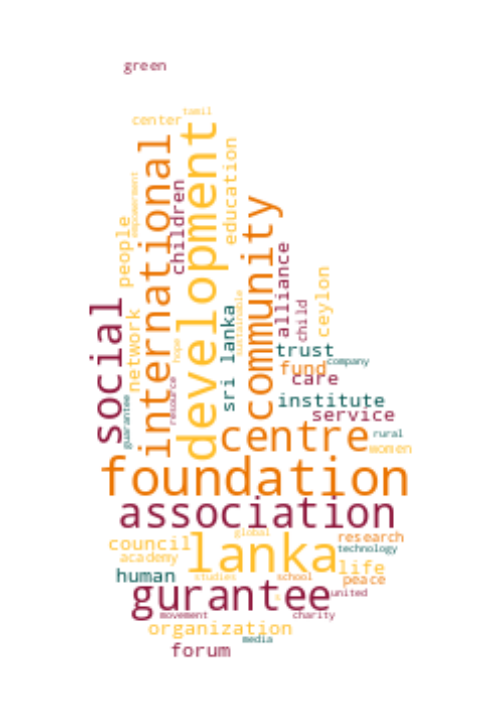 green
tamil
center
development
international
education
empowerment
children
community
people
alliance
ceylon
sustainable
social
child
sri lanka
network
hope
trust
company
fund
care
resource
guarantee
institute
service
centre
rural
women
foundation
association
global
research
council
lanka
technology
academy
life
human
studies
school
peace
gurantee
united
movement
charity
organization
media
forum